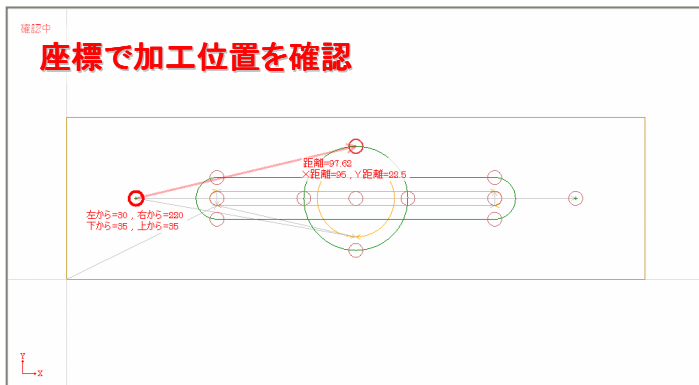 確認中
座標で加工位置を確認
距離=97.62
X距離=95 , Y距離=22.5
左から=30 , 右から=220
下から=35 , 上から=35
Y
X